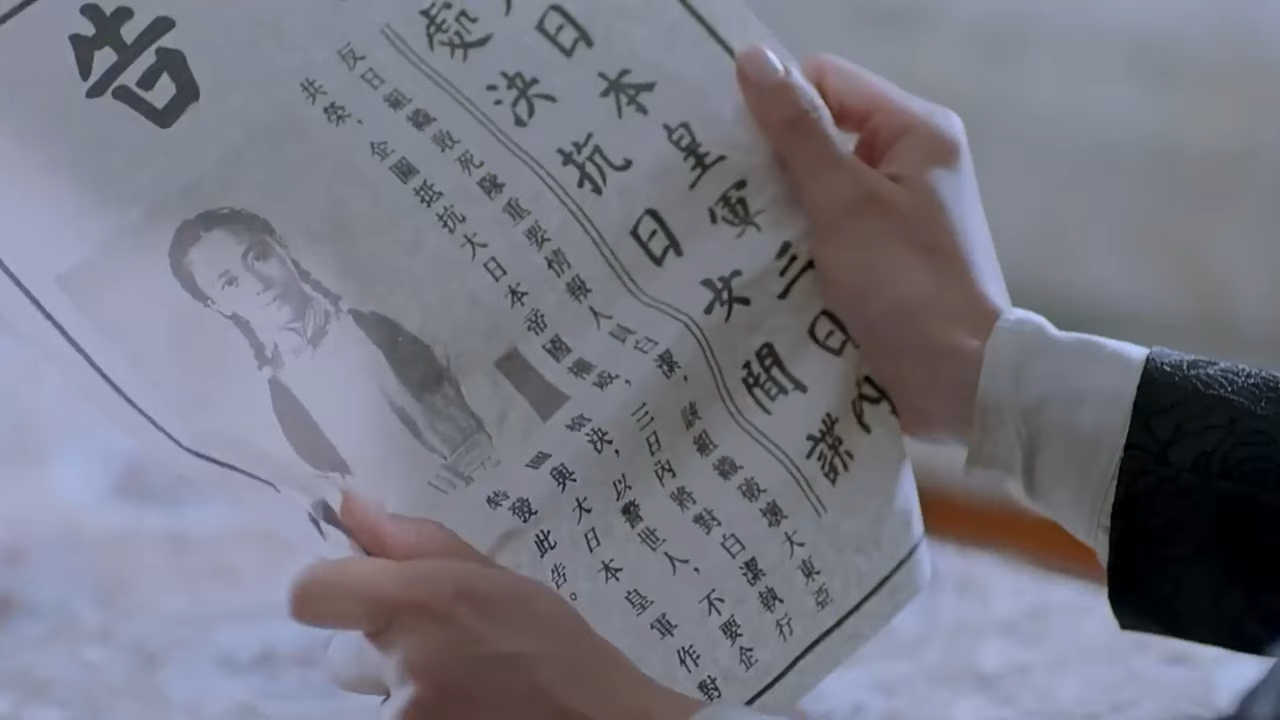 日本皇軍三日內
處決抗日女間諜
反日組織敢死隊重要情報人員白潔，該組織破壞大東亞
共榮，企圖抵抗大日本帝國權威，三日內將對白潔執行
決，以警世人，不要企
與大日本皇軍作對
特發此告。
告